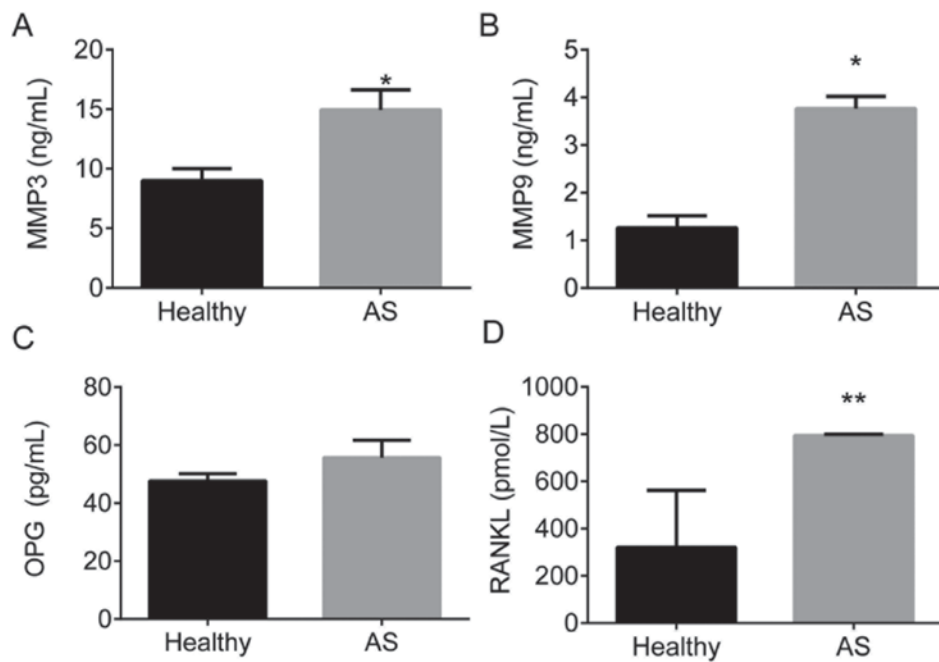 A
MMP3 (ng/mL)
20
15
10
5
0
*
Healthy
AS
B
MMP9 (ng/mL)
5
4
3
2
1
0
*
Healthy
AS
C
OPG (pg/mL)
80
60
40
20
0
Healthy
AS
D
RANKL (pmol/L)
1000
800
600
400
200
0
**
Healthy
AS